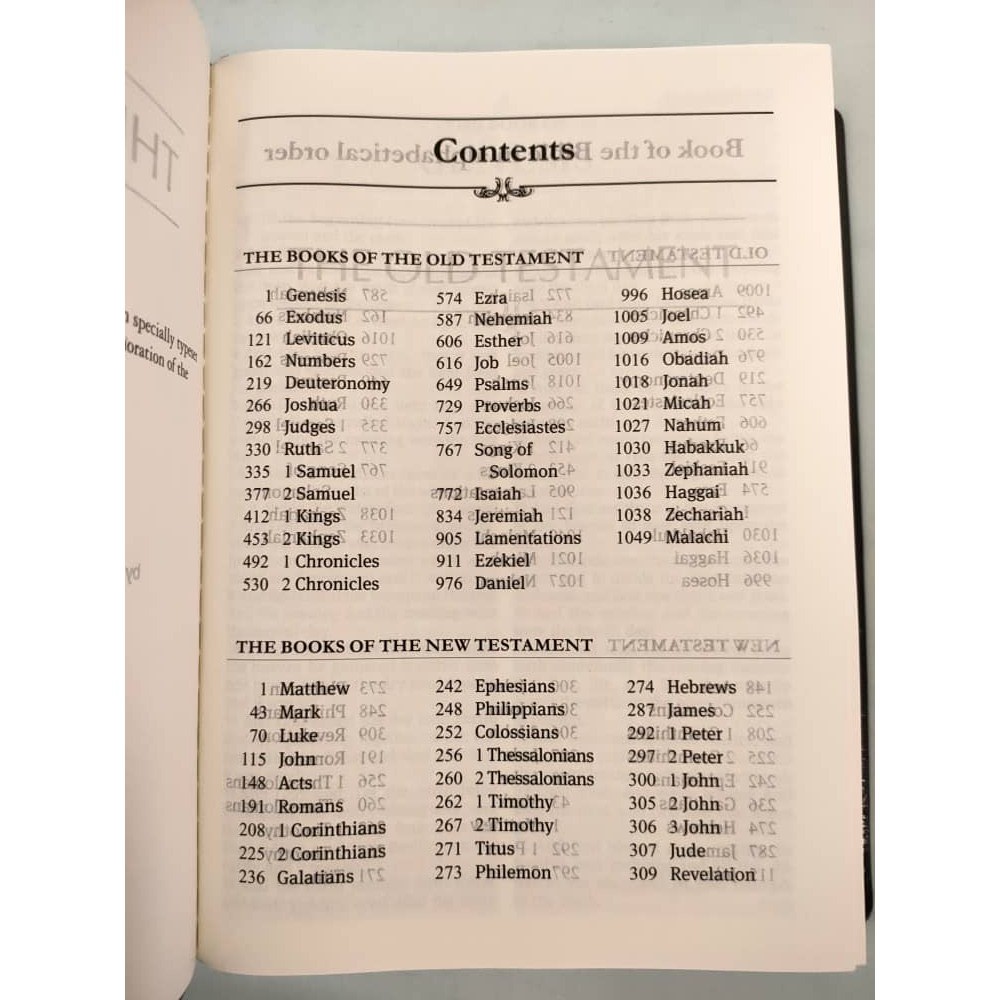 TH
n specially typeset
loration of the
by
Contents
THE BOOKS OF THE OLD TESTAMENT
1 Genesis
66 Exodus
121 Leviticus
162 Numbers
219 Deuteronomy
266 Joshua
298 Judges
330 Ruth
335 1 Samuel
377 2 Samuel
412 1 Kings
453 2 Kings
492 1 Chronicles
530 2 Chronicles
574 Ezra
587 Nehemiah
606 Esther
616 Job
649 Psalms
729 Proverbs
757 Ecclesiastes
767 Song of
Solomon
772 Isaiah
834 Jeremiah
905 Lamentations
911 Ezekiel
976 Daniel
996 Hosea
1005 Joel
1009 Amos
1016 Obadiah
1018 Jonah
1021 Micah
1027 Nahum
1030 Habakkuk
1033 Zephaniah
1036 Haggai
1038 Zechariah
1049 Malachi
THE BOOKS OF THE NEW TESTAMENT
1 Matthew
43 Mark
70 Luke
115 John
148 Acts
191 Romans
208 1 Corinthians
225 2 Corinthians
236 Galatians
242 Ephesians
248 Philippians
252 Colossians
256 1 Thessalonians
260 2 Thessalonians
262 1 Timothy
267 2 Timothy
271 Titus
273 Philemon
274 Hebrews
287 James
292 1 Peter
297 2 Peter
300 1 John
305 2 John
306 3 John
307 Jude
309 Revelation